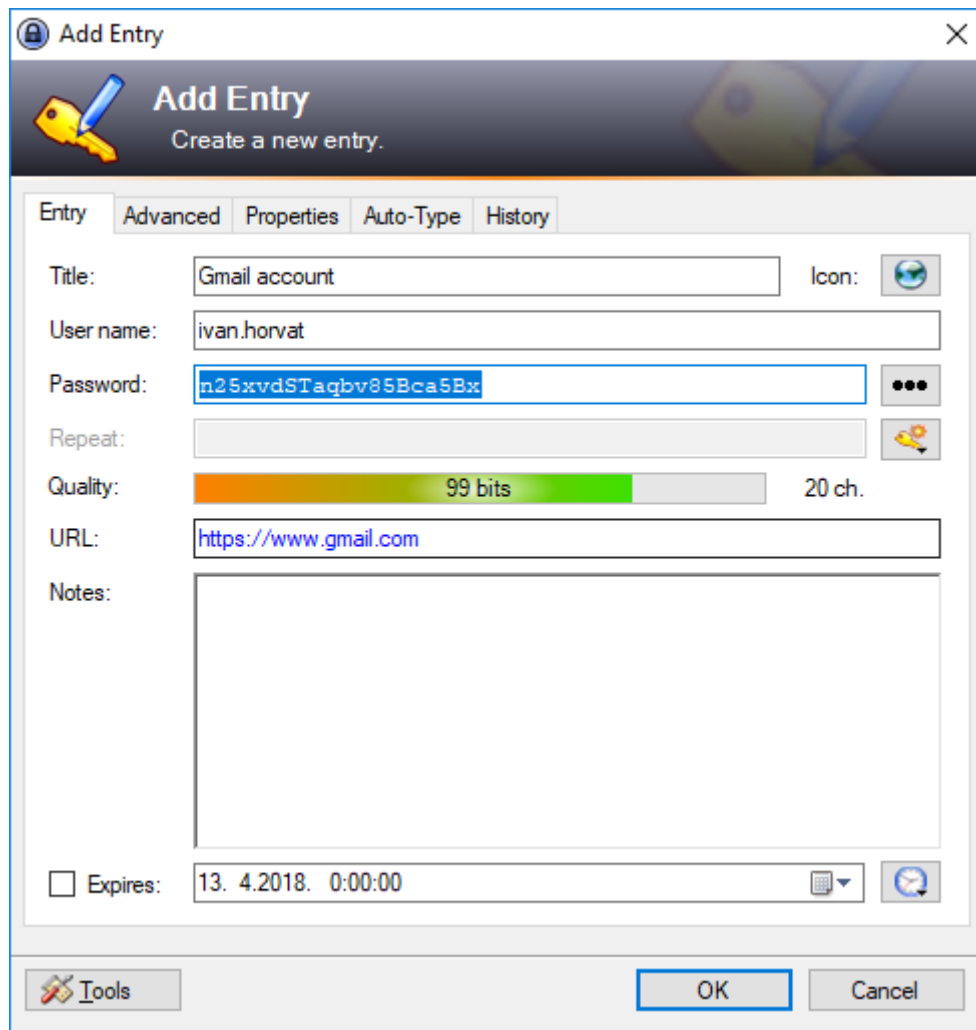 Add Entry
Add Entry
Create a new entry.
Entry Advanced Properties Auto-Type History
Title: Gmail account Icon:
User name: ivan.horvat
Password: n25xvdSTaqbv85Bca5Bx
Repeat:
Quality: 99 bits 20 ch.
URL: https://www.gmail.com
Notes:
Expires: 13. 4.2018. 0:00:00
Tools OK Cancel